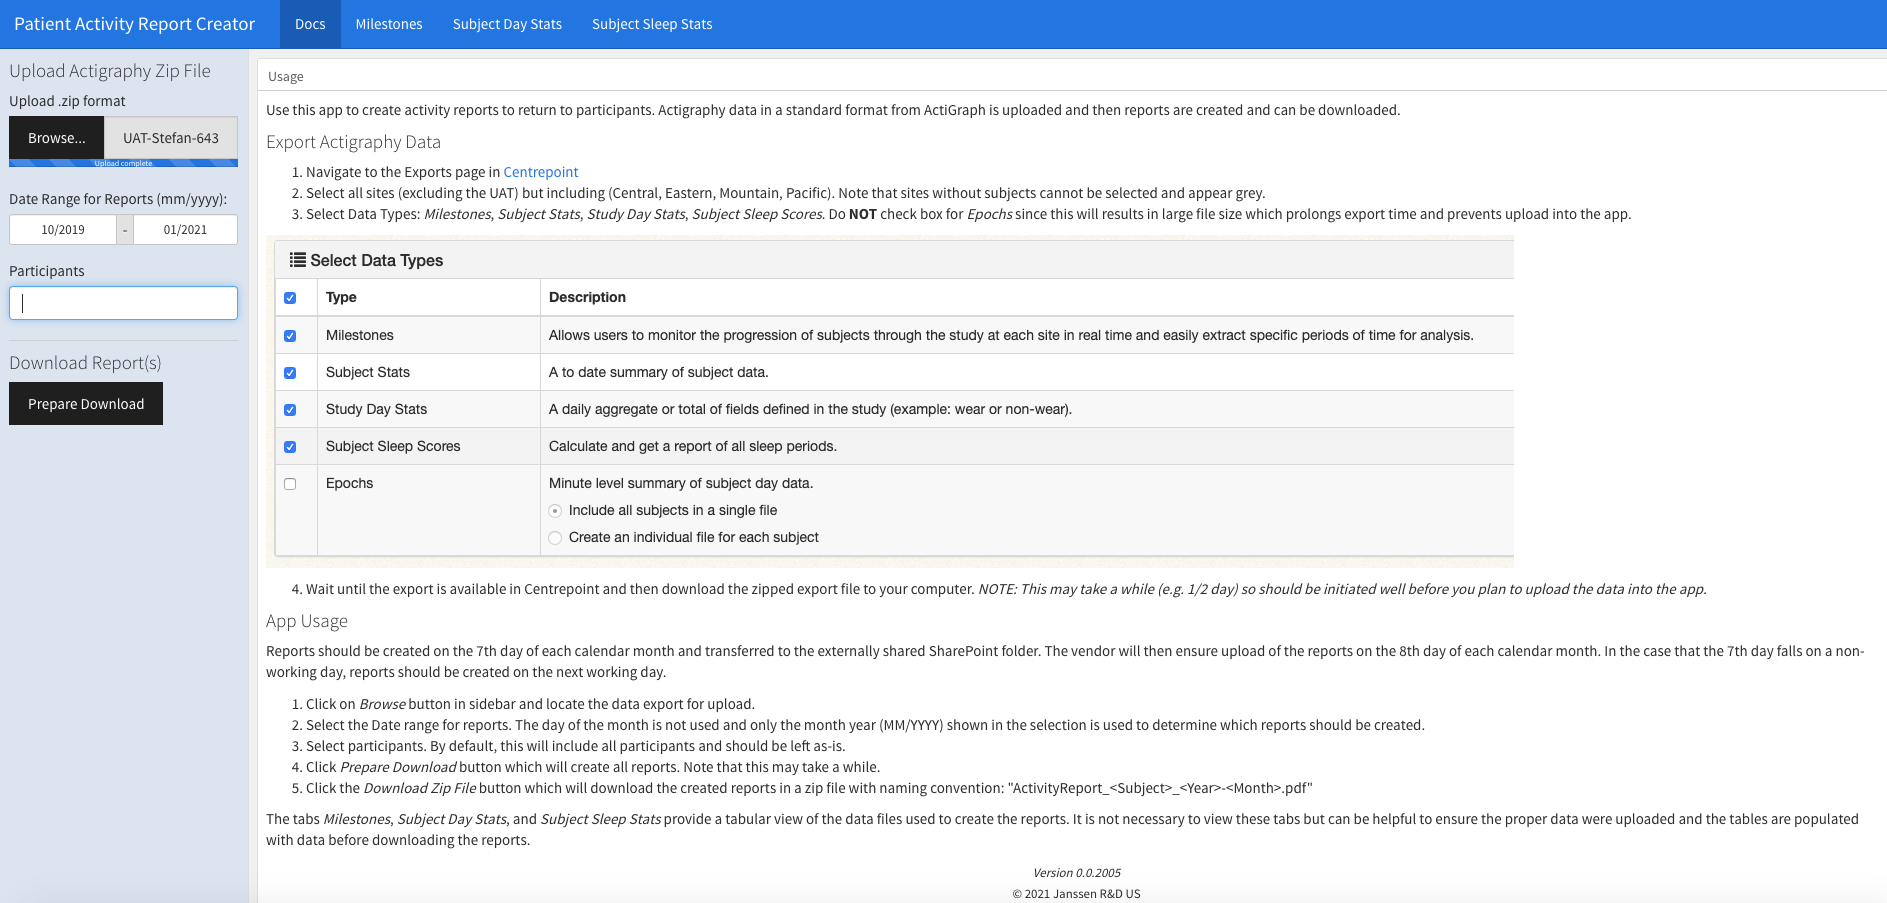 Patient Activity Report Creator
Docs
Milestones
Subject Day Stats
Subject Sleep Stats
Upload Actigraphy Zip File
Upload .zip format
Browse...
UAT-Stefan-643
Upload complete
Date Range for Reports (mm/yyyy):
10/2019 - 01/2021
Participants
Download Report(s)
Prepare Download
Usage
Use this app to create activity reports to return to participants. Actigraphy data in a standard format from ActiGraph is uploaded and then reports are created and can be downloaded.
Export Actigraphy Data
1. Navigate to the Exports page in Centrepoint
2. Select all sites (excluding the UAT) but including (Central, Eastern, Mountain, Pacific). Note that sites without subjects cannot be selected and appear grey.
3. Select Data Types: Milestones, Subject Stats, Study Day Stats, Subject Sleep Scores. Do NOT check box for Epochs since this will results in large file size which prolongs export time and prevents upload into the app.
Select Data Types
Type Description
Milestones Allows users to monitor the progression of subjects through the study at each site in real time and easily extract specific periods of time for analysis.
Subject Stats A to date summary of subject data.
Study Day Stats A daily aggregate or total of fields defined in the study (example: wear or non-wear).
Subject Sleep Scores Calculate and get a report of all sleep periods.
Epochs Minute level summary of subject day data.
Include all subjects in a single file
Create an individual file for each subject
4. Wait until the export is available in Centrepoint and then download the zipped export file to your computer. NOTE: This may take a while (e.g. 1/2 day) so should be initiated well before you plan to upload the data into the app.
App Usage
Reports should be created on the 7th day of each calendar month and transferred to the externally shared SharePoint folder. The vendor will then ensure upload of the reports on the 8th day of each calendar month. In the case that the 7th day falls on a non-
working day, reports should be created on the next working day.
1. Click on Browse button in sidebar and locate the data export for upload.
2. Select the Date range for reports. The day of the month is not used and only the month year (MM/YYYY) shown in the selection is used to determine which reports should be created.
3. Select participants. By default, this will include all participants and should be left as-is.
4. Click Prepare Download button which will create all reports. Note that this may take a while.
5. Click the Download Zip File button which will download the created reports in a zip file with naming convention: "ActivityReport_<Subject>_<Year>-<Month>.pdf"
The tabs Milestones, Subject Day Stats, and Subject Sleep Stats provide a tabular view of the data files used to create the reports. It is not necessary to view these tabs but can be helpful to ensure the proper data were uploaded and the tables are populated
with data before downloading the reports.
Version 0.0.2005
© 2021 Janssen R&D US